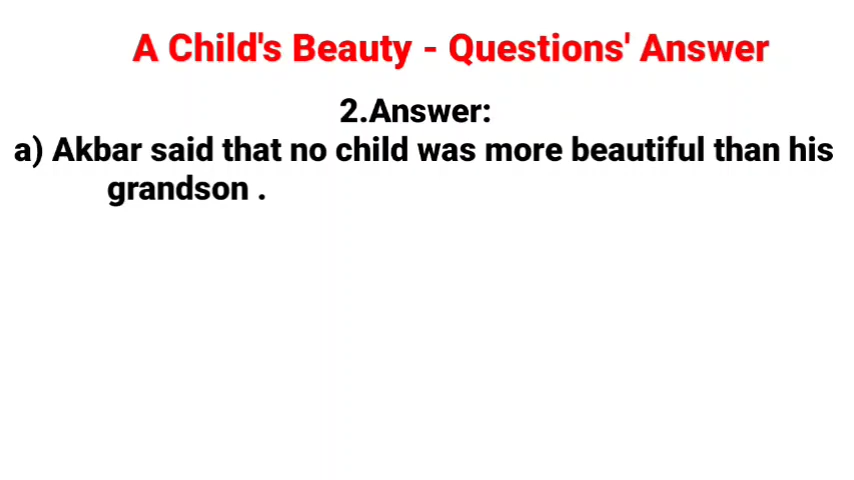 A Child's Beauty - Questions' Answer
2.Answer:
a) Akbar said that no child was more beautiful than his
grandson .